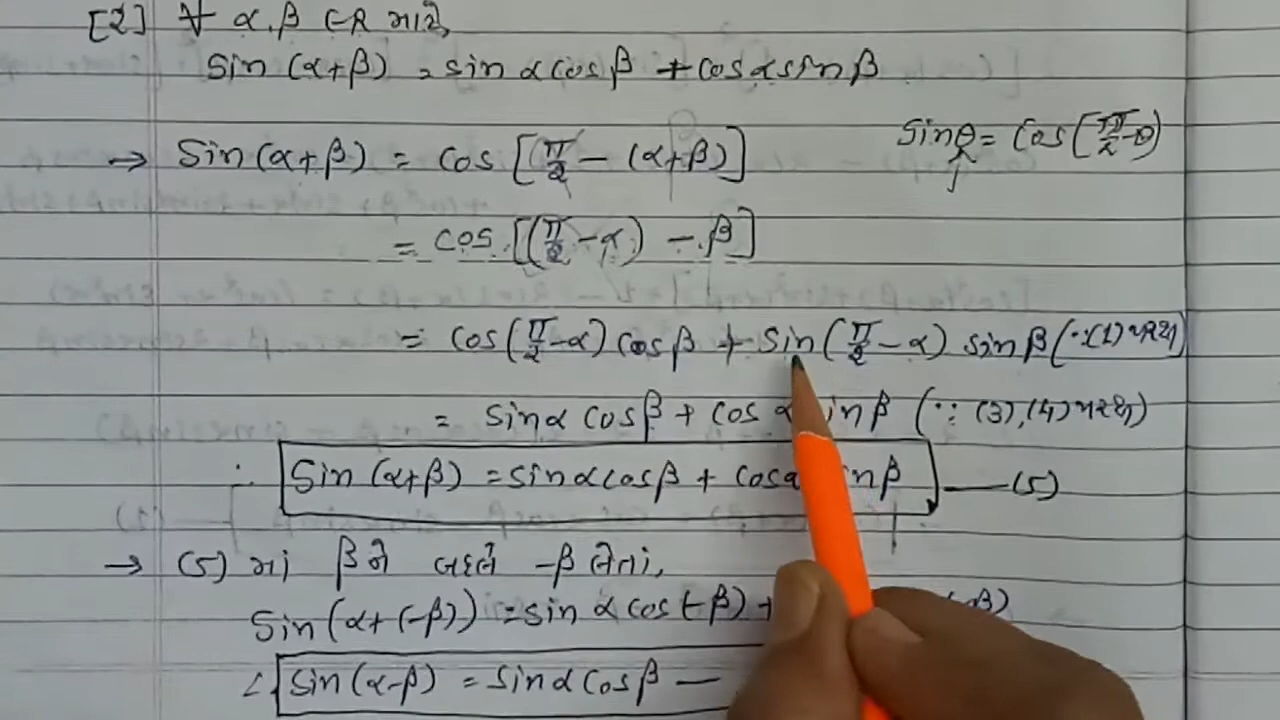 [2] ∀ α.β ∈R માટે,
Sin (α+β) = sin α cos β + cos α sin β
→ Sin (α+β) = cos [π/2 − (α+β)]
Sinθ = cos (π/2 − θ)
= cos [(π/2 − α) − β]
= cos (π/2 − α) cos β + sin (π/2 − α) sin β (∵ (1) પરથી)
= sin α cos β + cos α sin β (∵ (3), (4) પરથી)
∴ Sin (α+β) = sin α cos β + cos α sin β — (5)
→ (5) માં β ને બદલે −β લેતાં,
Sin (α+(−β)) = sin α cos (−β) +
Sin (α−β) = sin α cos β −